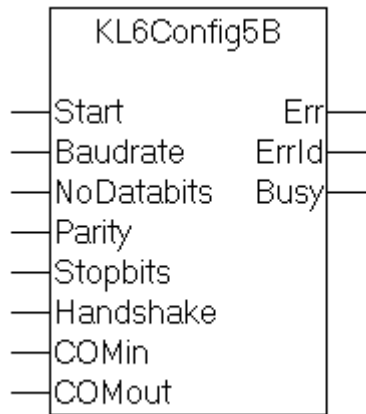 KL6Config5B
Start Err
Baudrate ErrId
NoDatabits Busy
Parity
Stopbits
Handshake
COMin
COMout